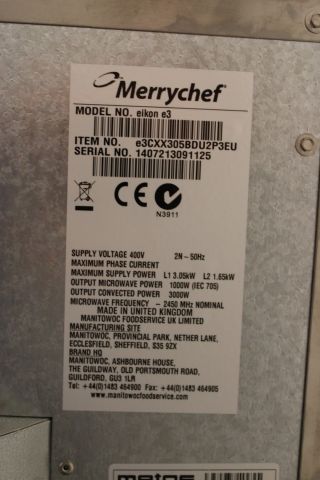 Merrychef
MODEL NO. eikon e3
ITEM NO. e3CXX305BDU2P3EU
SERIAL NO. 1407213091125
CE
N3911
SUPPLY VOLTAGE 400V 2N~50Hz
MAXIMUM PHASE CURRENT
MAXIMUM SUPPLY POWER L1 3.05kW L2 1.65kW
OUTPUT MICROWAVE POWER 1000W (IEC 705)
OUTPUT CONVECTED POWER 3000W
MICROWAVE FREQUENCY - 2450 MHz NOMINAL
MADE IN UNITED KINGDOM
MANITOWOC FOODSERVICE UK LIMITED
MANUFACTURING SITE
MANITOWOC, PROVINCIAL PARK, NETHER LANE,
ECCLESFIELD, SHEFFIELD, S35 9ZX
BRAND HQ
MANITOWOC, ASHBOURNE HOUSE,
THE GUILDWAY, OLD PORTSMOUTH ROAD,
GUILDFORD, GU3 1LR
Tel: +44(0)1483 464900 Fax: +44(0)1483 464905
www.manitowocfoodservice.com